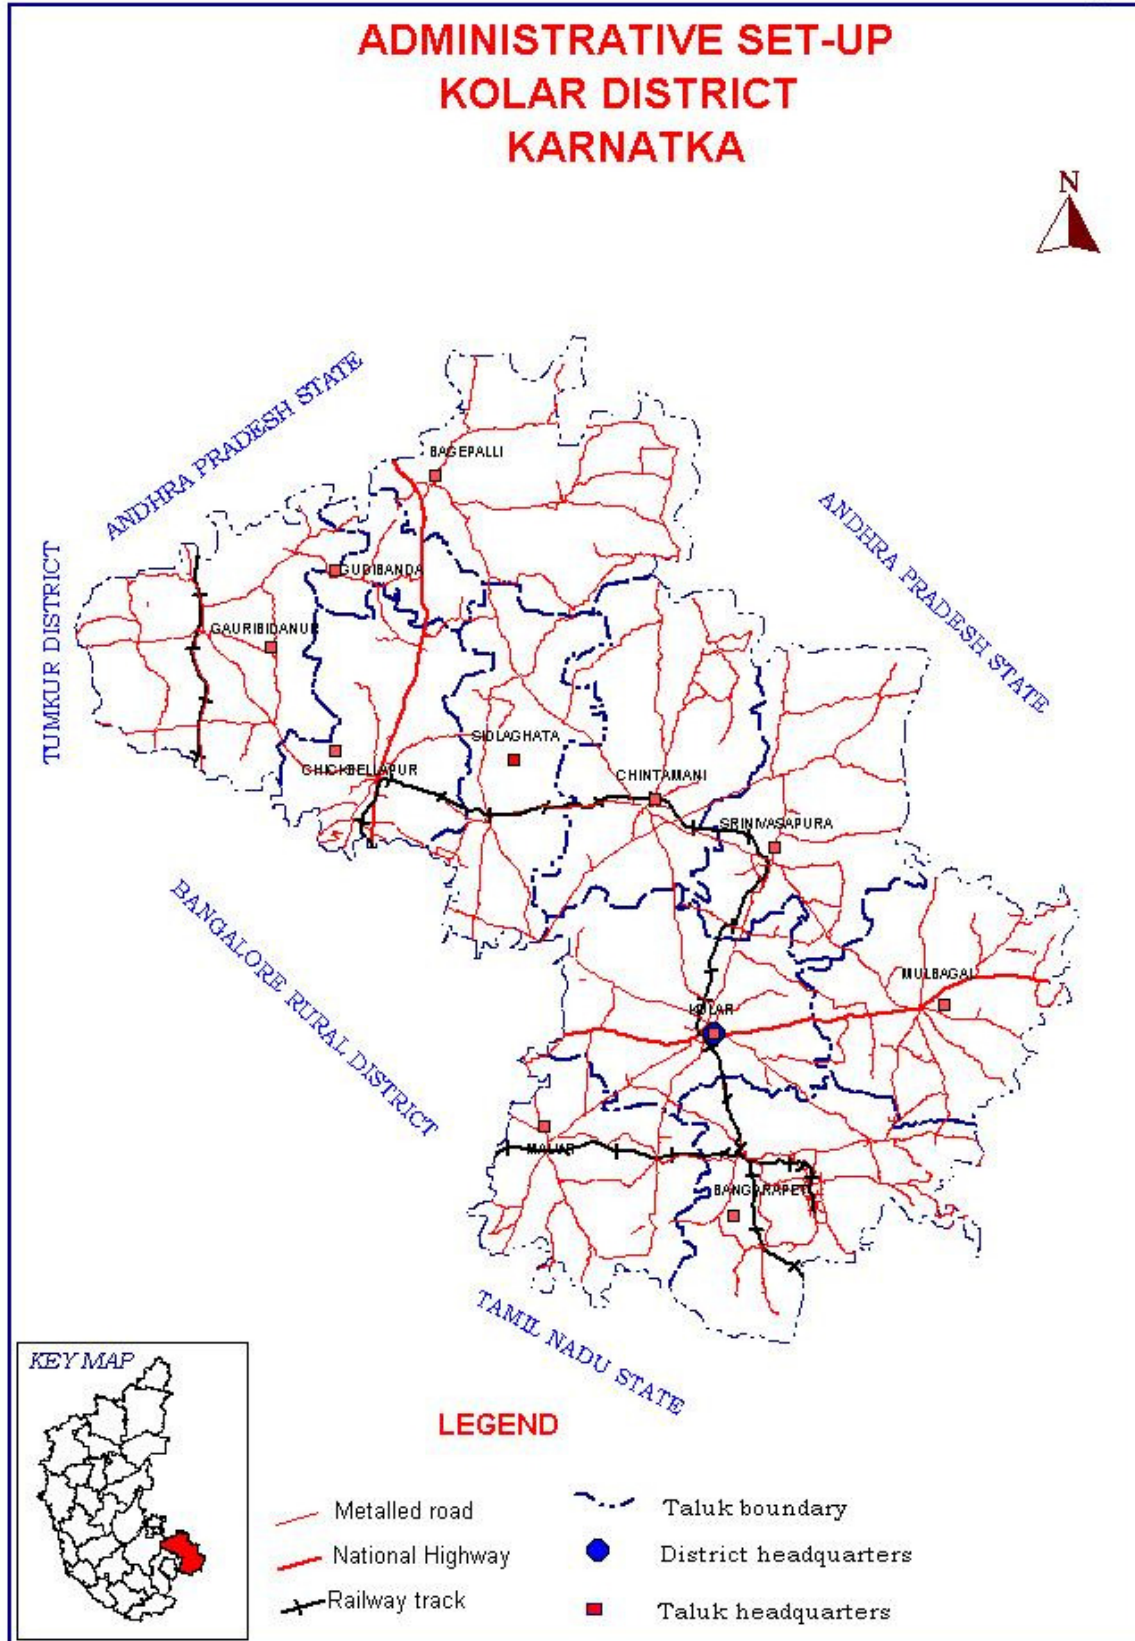 ADMINISTRATIVE SET-UP
KOLAR DISTRICT
KARNATKA
N
ANDHRA PRADESH STATE
BAGEPALLI
ANDHRA PRADESH STATE
TUMKUR DISTRICT
GUDIBANDA
GAURIBIDANUR
SIDLAGHATA
CHICKBELLAPUR
CHINTAMANI
SRINIVASAPURA
BANGALORE RURAL DISTRICT
MULBAGAL
KOLAR
MALUR
BANGARAPET
TAMIL NADU STATE
KEY MAP
LEGEND
Metalled road
National Highway
Railway track
Taluk boundary
District headquarters
Taluk headquarters